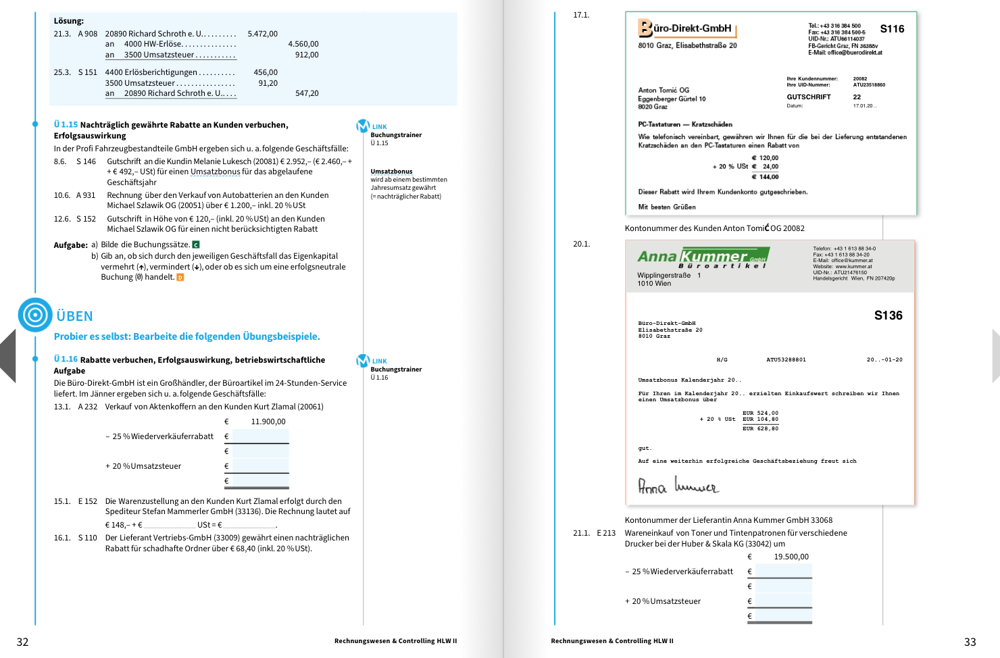 Lösung:
21.3. A 908 20890 Richard Schroth e. U.......... 5.472,00
an 4000 HW-Erlöse............... 4.560,00
an 3500 Umsatzsteuer........... 912,00
25.3. S 151 4400 Erlösberichtigungen.......... 456,00
3500 Umsatzsteuer................ 91,20
an 20890 Richard Schroth e. U..... 547,20
Ü 1.15 Nachträglich gewährte Rabatte an Kunden verbuchen,
Erfolgsauswirkung
In der Profi Fahrzeugbestandteile GmbH ergeben sich u. a. folgende Geschäftsfälle:
8.6. S 146 Gutschrift an die Kundin Melanie Lukesch (20081) € 2.952,– (€ 2.460,– +
+ € 492,– USt) für einen Umsatzbonus für das abgelaufene
Geschäftsjahr
10.6. A 931 Rechnung über den Verkauf von Autobatterien an den Kunden
Michael Szlawik OG (20051) über € 1.200,– inkl. 20 % USt
12.6. S 152 Gutschrift in Höhe von € 120,– (inkl. 20 % USt) an den Kunden
Michael Szlawik OG für einen nicht berücksichtigten Rabatt
Aufgabe: a) Bilde die Buchungssätze. C
b) Gib an, ob sich durch den jeweiligen Geschäftsfall das Eigenkapital
vermehrt (↑), vermindert (↓), oder ob es sich um eine erfolgsneutrale
Buchung (Ø) handelt. D
M LINK
Buchungstrainer
Ü 1.15
Umsatzbonus
wird ab einem bestimmten
Jahresumsatz gewährt
(= nachträglicher Rabatt)
ÜBEN
Probier es selbst: Bearbeite die folgenden Übungsbeispiele.
Ü 1.16 Rabatte verbuchen, Erfolgsauswirkung, betriebswirtschaftliche
Aufgabe
Die Büro-Direkt-GmbH ist ein Großhändler, der Büroartikel im 24-Stunden-Service
liefert. Im Jänner ergeben sich u. a. folgende Geschäftsfälle:
M LINK
Buchungstrainer
Ü 1.16
13.1. A 232 Verkauf von Aktenkoffern an den Kunden Kurt Zlamal (20061)
€ 11.900,00
– 25 % Wiederverkäuferrabatt €
€
+ 20 % Umsatzsteuer €
€
15.1. E 152 Die Warenzustellung an den Kunden Kurt Zlamal erfolgt durch den
Spediteur Stefan Mammerler GmbH (33136). Die Rechnung lautet auf
€ 148,– + € ____________ USt = € ____________.
16.1. S 110 Der Lieferant Vertriebs-GmbH (33009) gewährt einen nachträglichen
Rabatt für schadhafte Ordner über € 68,40 (inkl. 20 % USt).
32
Rechnungswesen & Controlling HLW II
17.1.
Büro-Direkt-GmbH
8010 Graz, Elisabethstraße 20
Tel.: +43 316 384 500
Fax: +43 316 384 500-5
UID-Nr.: ATU66114037
FB-Gericht Graz, FN 36388v
E-Mail: office@buerodirekt.at
S116
Ihre Kundennummer: 20082
Ihre UID-Nummer: ATU23518860
Anton Tomić OG
Eggenberger Gürtel 10
8020 Graz
GUTSCHRIFT 22
Datum: 17.01.20..
PC-Tastaturen — Kratzschäden
Wie telefonisch vereinbart, gewähren wir Ihnen für die bei der Lieferung entstandenen
Kratzschäden an den PC-Tastaturen einen Rabatt von
€ 120,00
+ 20 % USt € 24,00
€ 144,00
Dieser Rabatt wird Ihrem Kundenkonto gutgeschrieben.
Mit besten Grüßen
Kontonummer des Kunden Anton TomiĆ OG 20082
20.1.
Anna Kummer GmbH
Büroartikel
Wipplingerstraße 1
1010 Wien
Telefon: +43 1 613 88 34-0
Fax: +43 1 613 88 34-20
E-Mail: office@kummer.at
Website: www.kummer.at
UID-Nr.: ATU21476150
Handelsgericht Wien, FN 207420p
S136
Büro-Direkt-GmbH
Elisabethstraße 20
8010 Graz
H/G ATU53288801 20..-01-20
Umsatzbonus Kalenderjahr 20..
Für Ihren im Kalenderjahr 20.. erzielten Einkaufswert schreiben wir Ihnen
einen Umsatzbonus über
EUR 524,00
+ 20 % USt EUR 104,80
EUR 628,80
gut.
Auf eine weiterhin erfolgreiche Geschäftsbeziehung freut sich
Anna Kummer
Kontonummer der Lieferantin Anna Kummer GmbH 33068
21.1. E 213 Wareneinkauf von Toner und Tintenpatronen für verschiedene
Drucker bei der Huber & Skala KG (33042) um
€ 19.500,00
– 25 % Wiederverkäuferrabatt €
€
+ 20 % Umsatzsteuer €
€
Rechnungswesen & Controlling HLW II
33